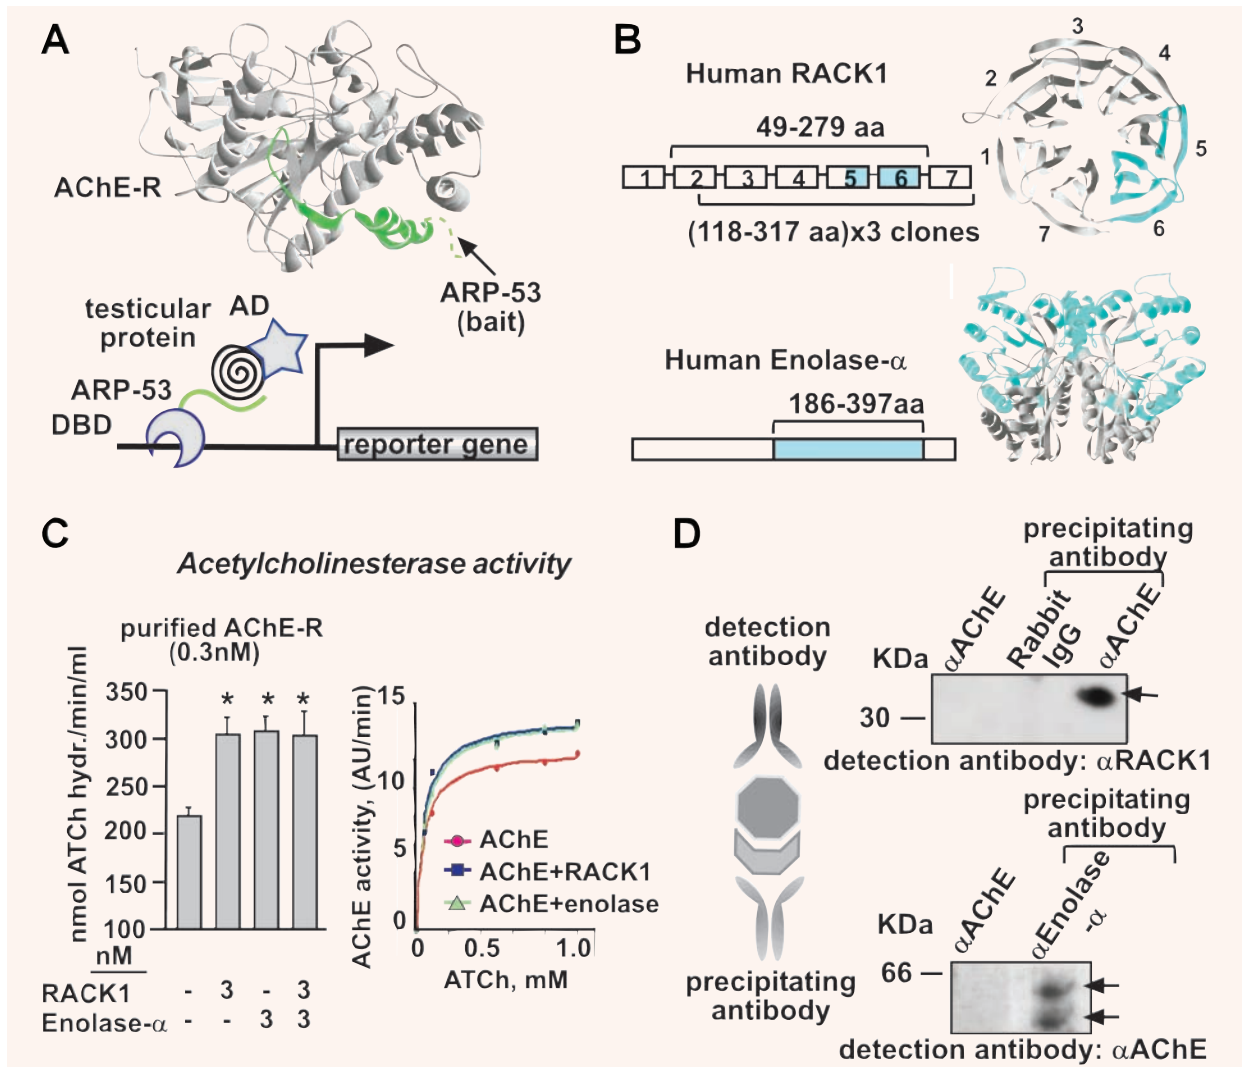 A
AChE-R
ARP-53
(bait)
testicular
protein
AD
ARP-53
DBD
reporter gene
B
Human RACK1
49-279 aa
1 2 3 4 5 6 7
(118-317 aa)x3 clones
1
2
3
4
5
6
7
Human Enolase-α
186-397aa
C
Acetylcholinesterase activity
purified AChE-R
(0.3nM)
nmol ATCh hydr./min/ml
350
300
250
200
150
100
* * *
nM
RACK1 - 3 - 3
Enolase-α - - 3 3
AChE activity, (AU/min)
15
10
5
0
0 0.5 1.0
ATCh, mM
AChE
AChE+RACK1
AChE+enolase
D
detection
antibody
precipitating
antibody
precipitating
antibody
αAChE
Rabbit
IgG
αAChE
KDa
30
detection antibody: αRACK1
precipitating
antibody
αAChE
αEnolase
-α
KDa
66
detection antibody: αAChE